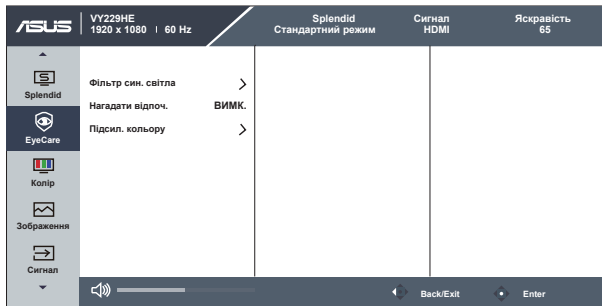 ASUS
VY229HE
1920 x 1080 | 60 Hz
Splendid
Стандартний режим
Сигнал
HDMI
Яскравість
65
Splendid
EyeCare
Колір
Зображення
Сигнал
Фільтр син. світла
Нагадати відпоч. ВИМК.
Підсил. кольору
Back/Exit
Enter